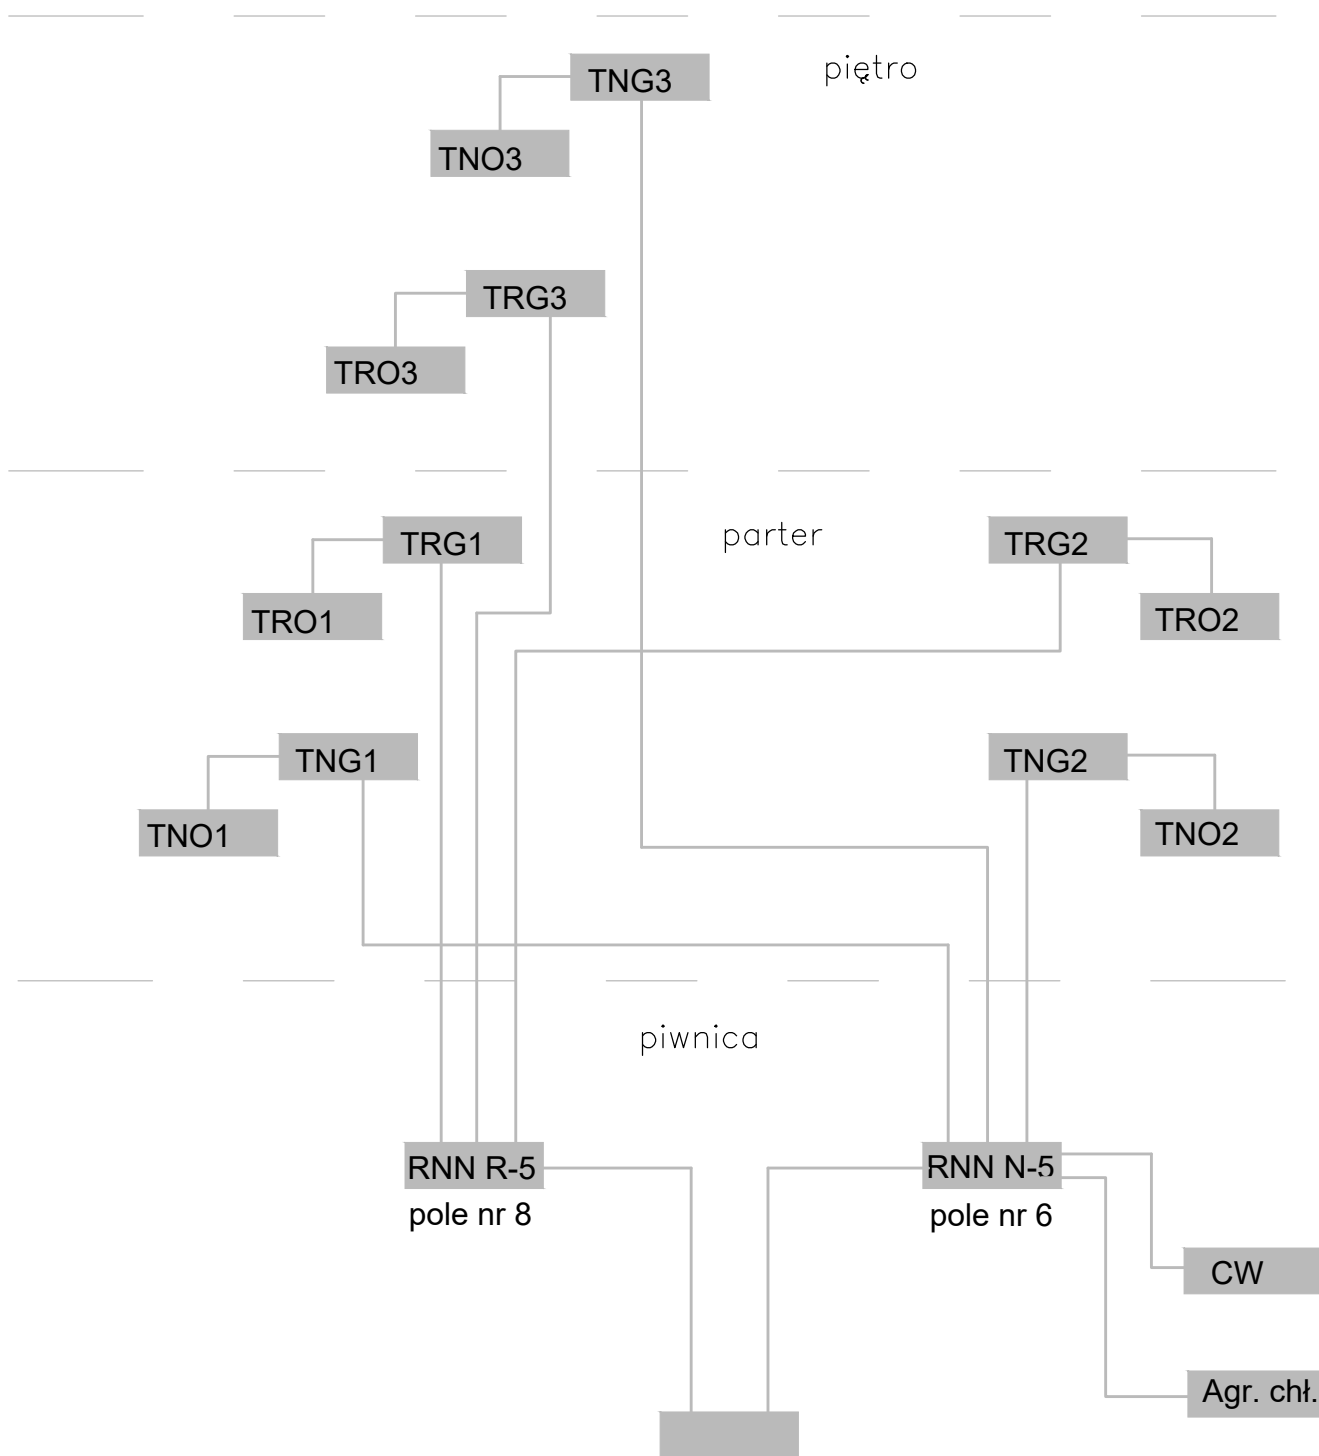 piętro
TNG3
TNO3
TRG3
TRO3
parter
TRG1
TRG2
TRO1
TRO2
TNG1
TNG2
TNO1
TNO2
piwnica
RNN R-5
RNN N-5
pole nr 8
pole nr 6
CW
Agr. chł.